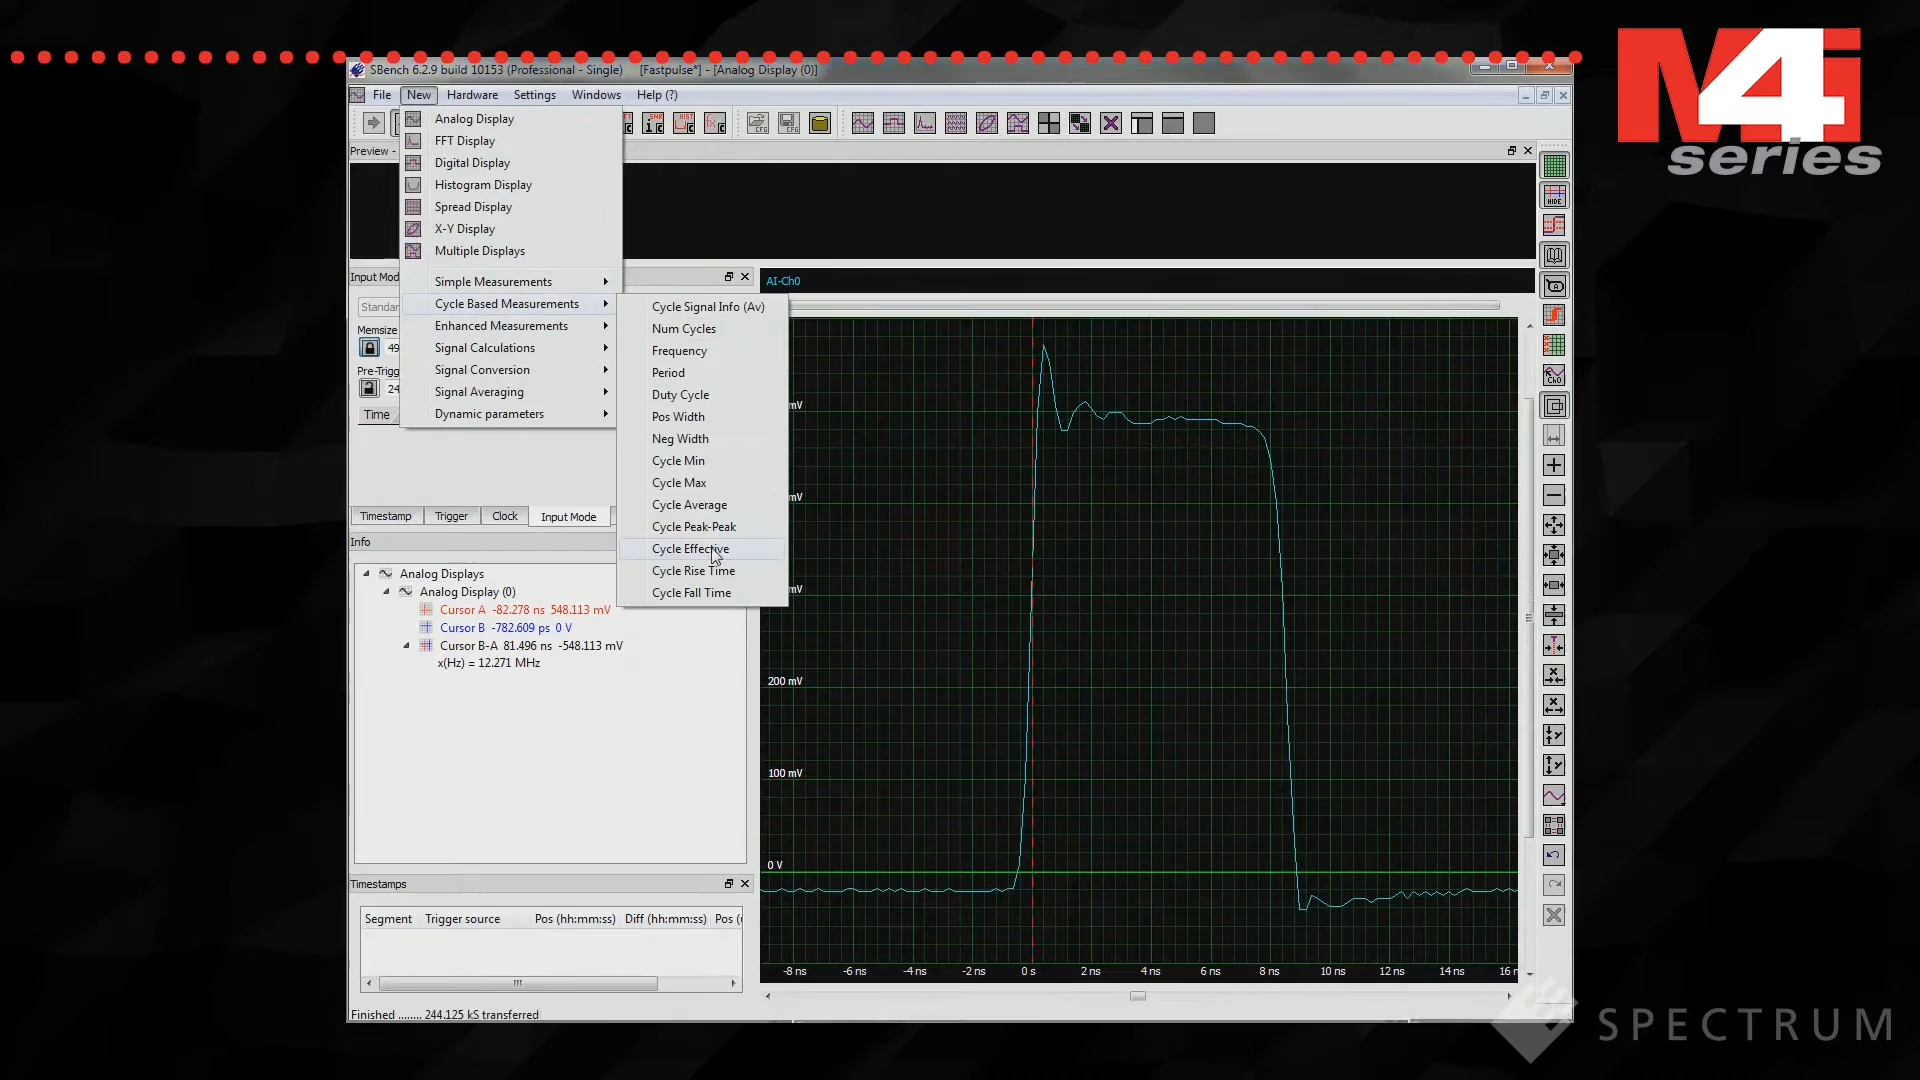 M4i
series
SBench 6.2.9 build 10153 (Professional - Single) [Fastpulse*] - [Analog Display (0)]
File New Hardware Settings Windows Help (?)
Analog Display
FFT Display
Digital Display
Histogram Display
Spread Display
X-Y Display
Multiple Displays
Simple Measurements
Cycle Based Measurements
Enhanced Measurements
Signal Calculations
Signal Conversion
Signal Averaging
Dynamic parameters
Cycle Signal Info (Av)
Num Cycles
Frequency
Period
Duty Cycle
Pos Width
Neg Width
Cycle Min
Cycle Max
Cycle Average
Cycle Peak-Peak
Cycle Effective
Cycle Rise Time
Cycle Fall Time
Preview -
Input Mod
Standar
Memsize
49
Pre-Trigg
24
Time
Timestamp Trigger Clock Input Mode
Info
Analog Displays
Analog Display (0)
Cursor A -82.278 ns 548.113 mV
Cursor B -782.609 ps 0 V
Cursor B-A 81.496 ns -548.113 mV
x(Hz) = 12.271 MHz
Timestamps
Segment Trigger source Pos (hh:mm:ss) Diff (hh:mm:ss) Pos (
Finished ........ 244.125 kS transferred
AI-Ch0
mV
mV
mV
200 mV
100 mV
0 V
-8 ns -6 ns -4 ns -2 ns 0 s 2 ns 4 ns 6 ns 8 ns 10 ns 12 ns 14 ns 16 n
HIDE
Ch0
SPECTRUM